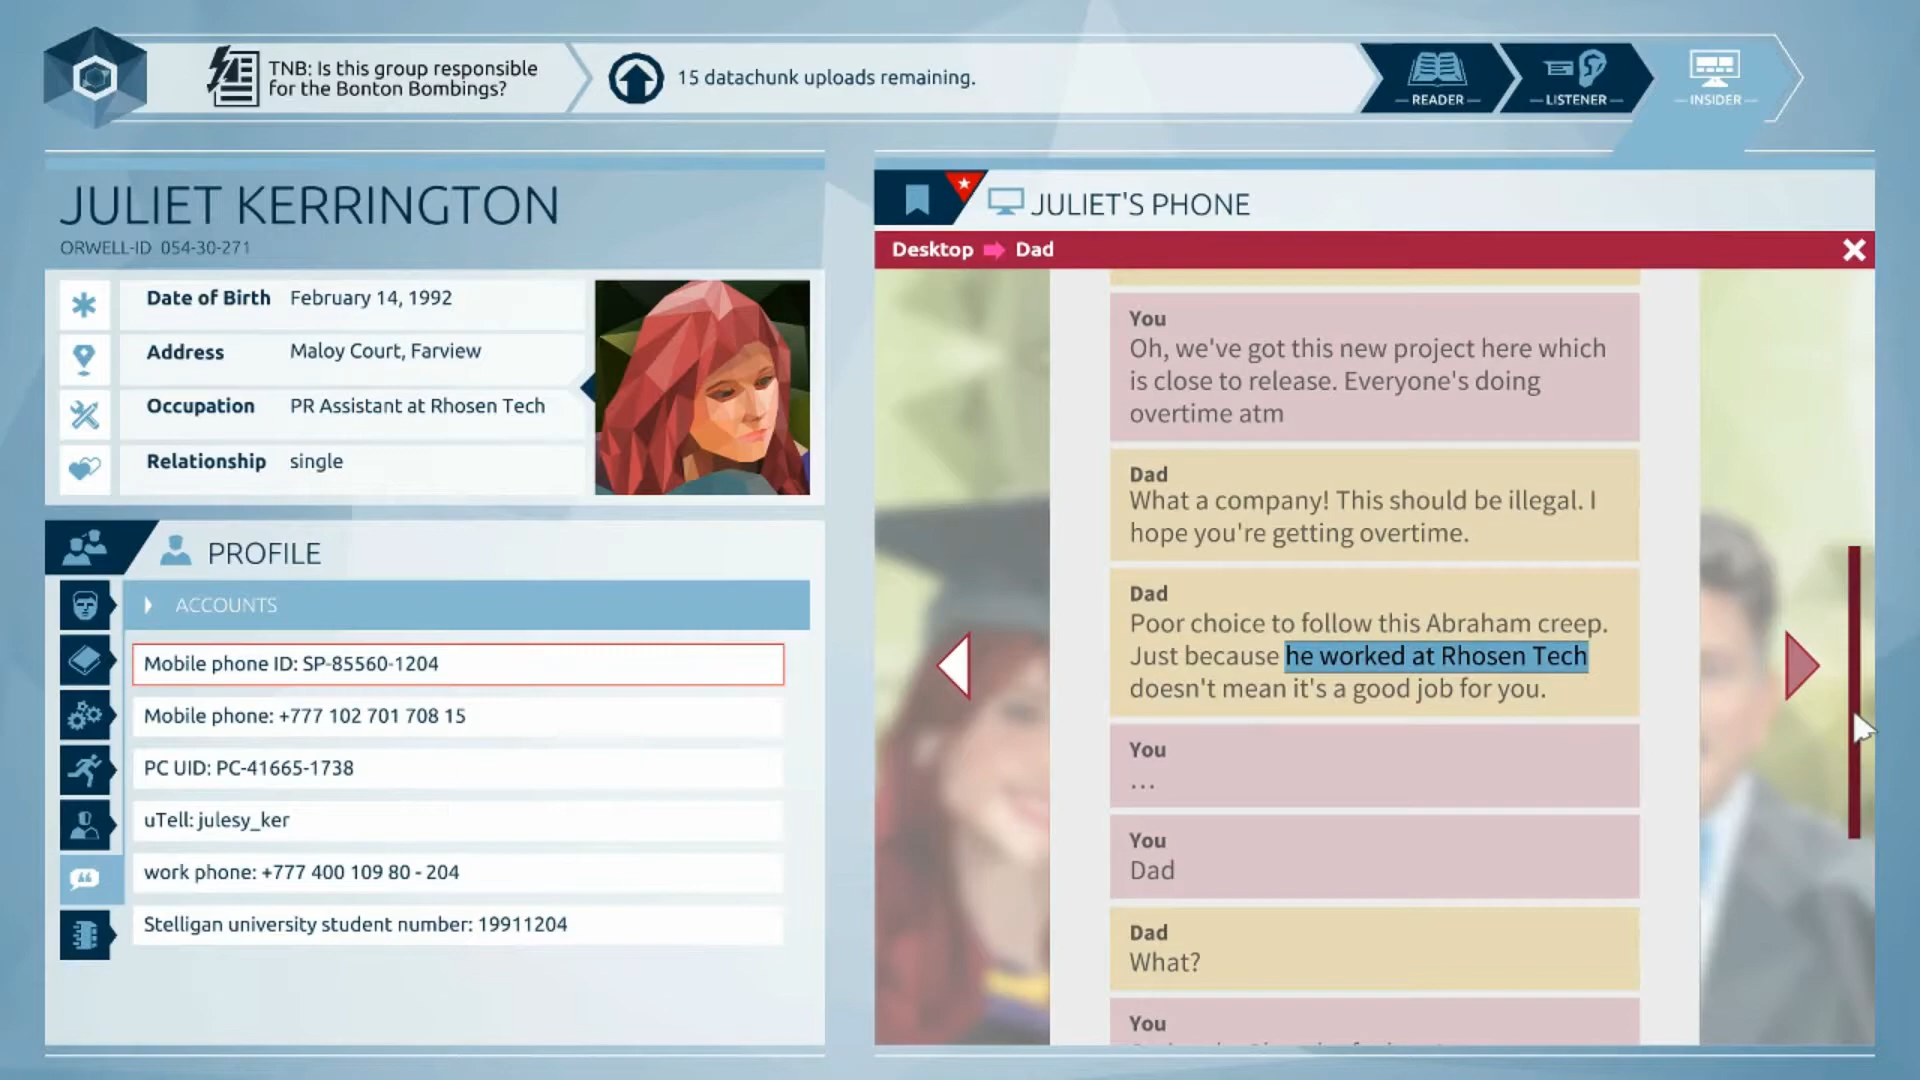 TNB: Is this group responsible
for the Bonton Bombings?
15 datachunk uploads remaining.
READER
LISTENER
INSIDER
JULIET KERRINGTON
ORWELL-ID 054-30-271
Date of Birth February 14, 1992
Address Maloy Court, Farview
Occupation PR Assistant at Rhosen Tech
Relationship single
PROFILE
ACCOUNTS
Mobile phone ID: SP-85560-1204
Mobile phone: +777 102 701 708 15
PC UID: PC-41665-1738
uTell: julesy_ker
work phone: +777 400 109 80 - 204
Stelligan university student number: 19911204
JULIET'S PHONE
Desktop Dad
You
Oh, we've got this new project here which
is close to release. Everyone's doing
overtime atm
Dad
What a company! This should be illegal. I
hope you're getting overtime.
Dad
Poor choice to follow this Abraham creep.
Just because he worked at Rhosen Tech
doesn't mean it's a good job for you.
You
...
You
Dad
Dad
What?
You